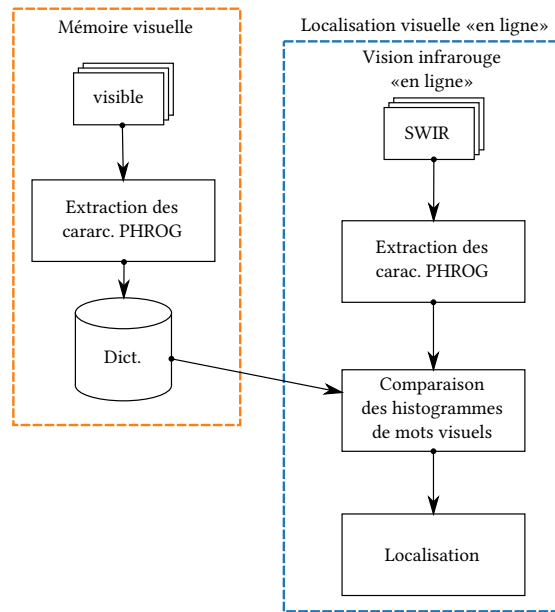 Mémoire visuelle
visible
Extraction des
cararc. PHROG
Dict.
Localisation visuelle «en ligne»
Vision infrarouge
«en ligne»
SWIR
Extraction des
carac. PHROG
Comparaison
des histogrammes
de mots visuels
Localisation